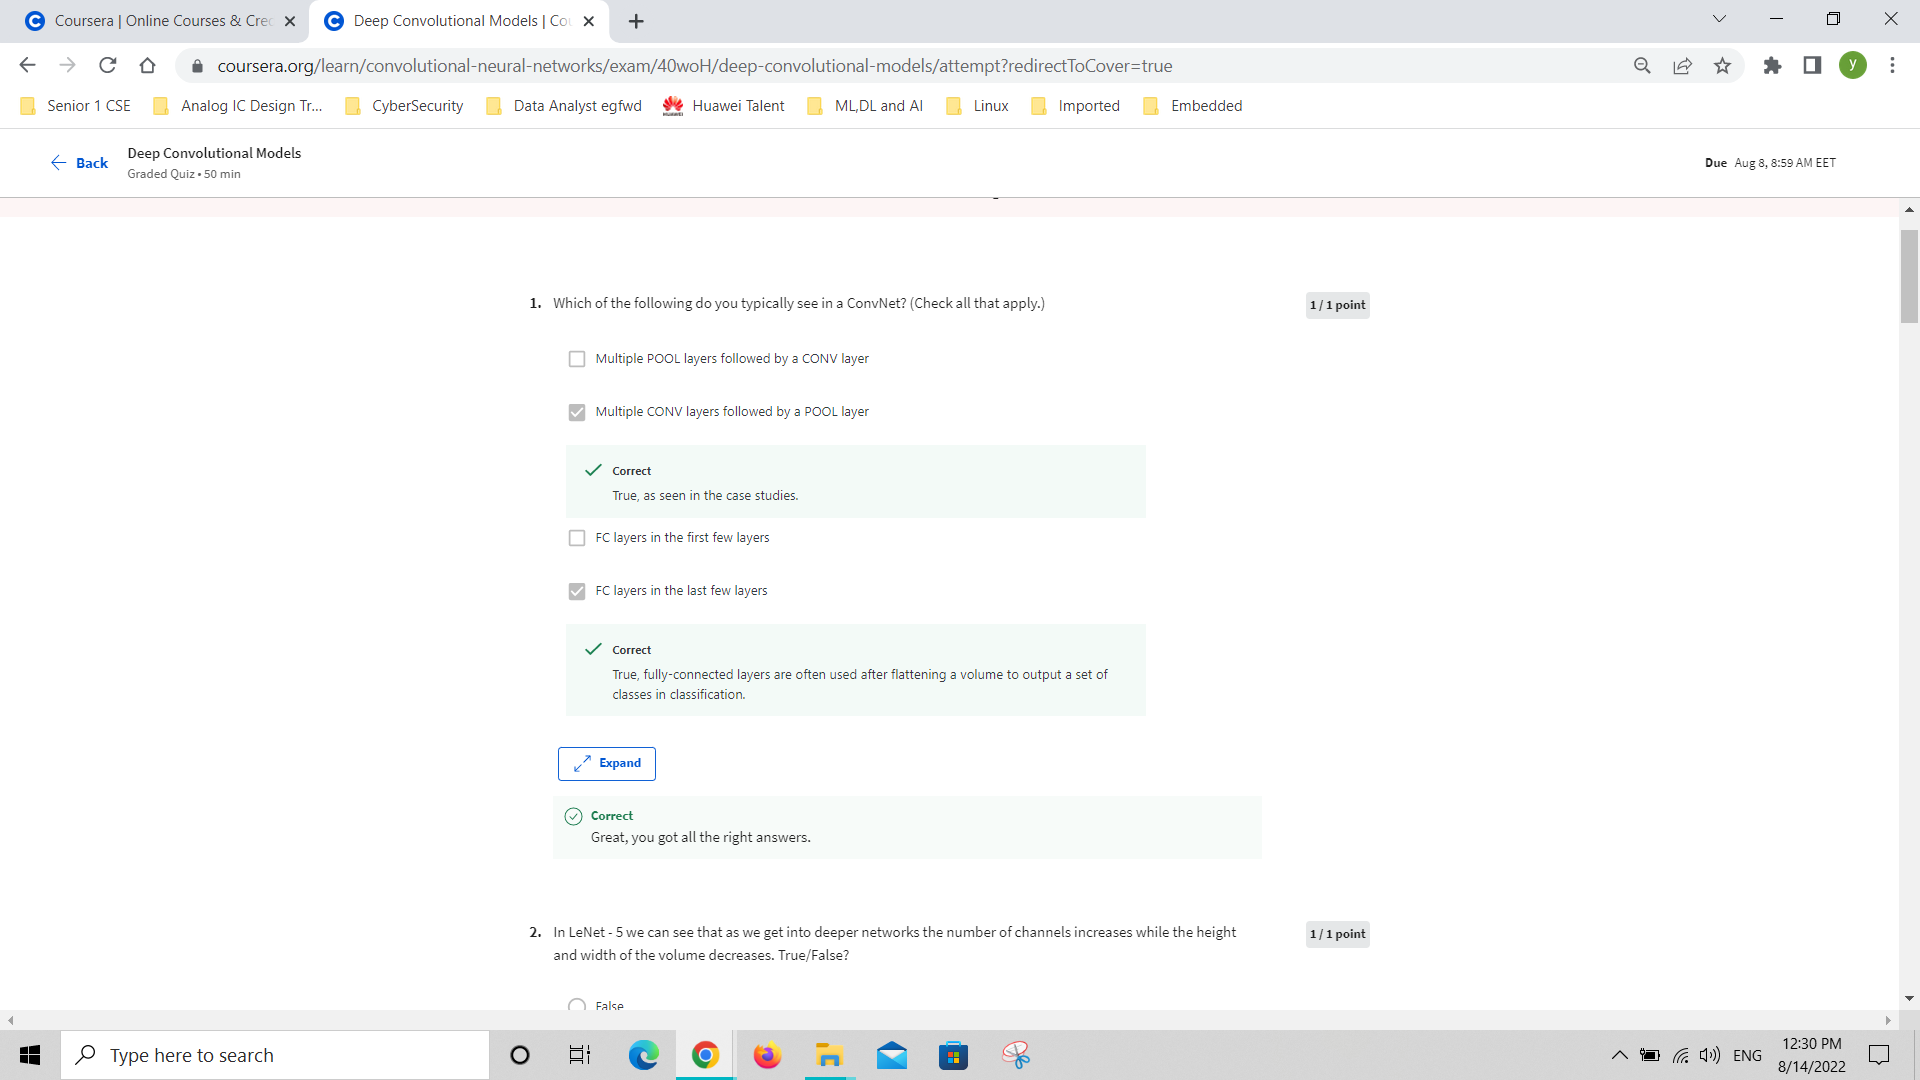 Coursera | Online Courses & Cre
Deep Convolutional Models | Co
coursera.org/learn/convolutional-neural-networks/exam/40woH/deep-convolutional-models/attempt?redirectToCover=true
y
Senior 1 CSE
Analog IC Design Tr...
CyberSecurity
Data Analyst egfwd
Huawei Talent
ML,DL and AI
Linux
Imported
Embedded
Back
Deep Convolutional Models
Graded Quiz • 50 min
Due Aug 8, 8:59 AM EET
1. Which of the following do you typically see in a ConvNet? (Check all that apply.)
1 / 1 point
Multiple POOL layers followed by a CONV layer
Multiple CONV layers followed by a POOL layer
Correct
True, as seen in the case studies.
FC layers in the first few layers
FC layers in the last few layers
Correct
True, fully-connected layers are often used after flattening a volume to output a set of
classes in classification.
Expand
Correct
Great, you got all the right answers.
2. In LeNet - 5 we can see that as we get into deeper networks the number of channels increases while the height
and width of the volume decreases. True/False?
1 / 1 point
False
Type here to search
ENG
12:30 PM
8/14/2022